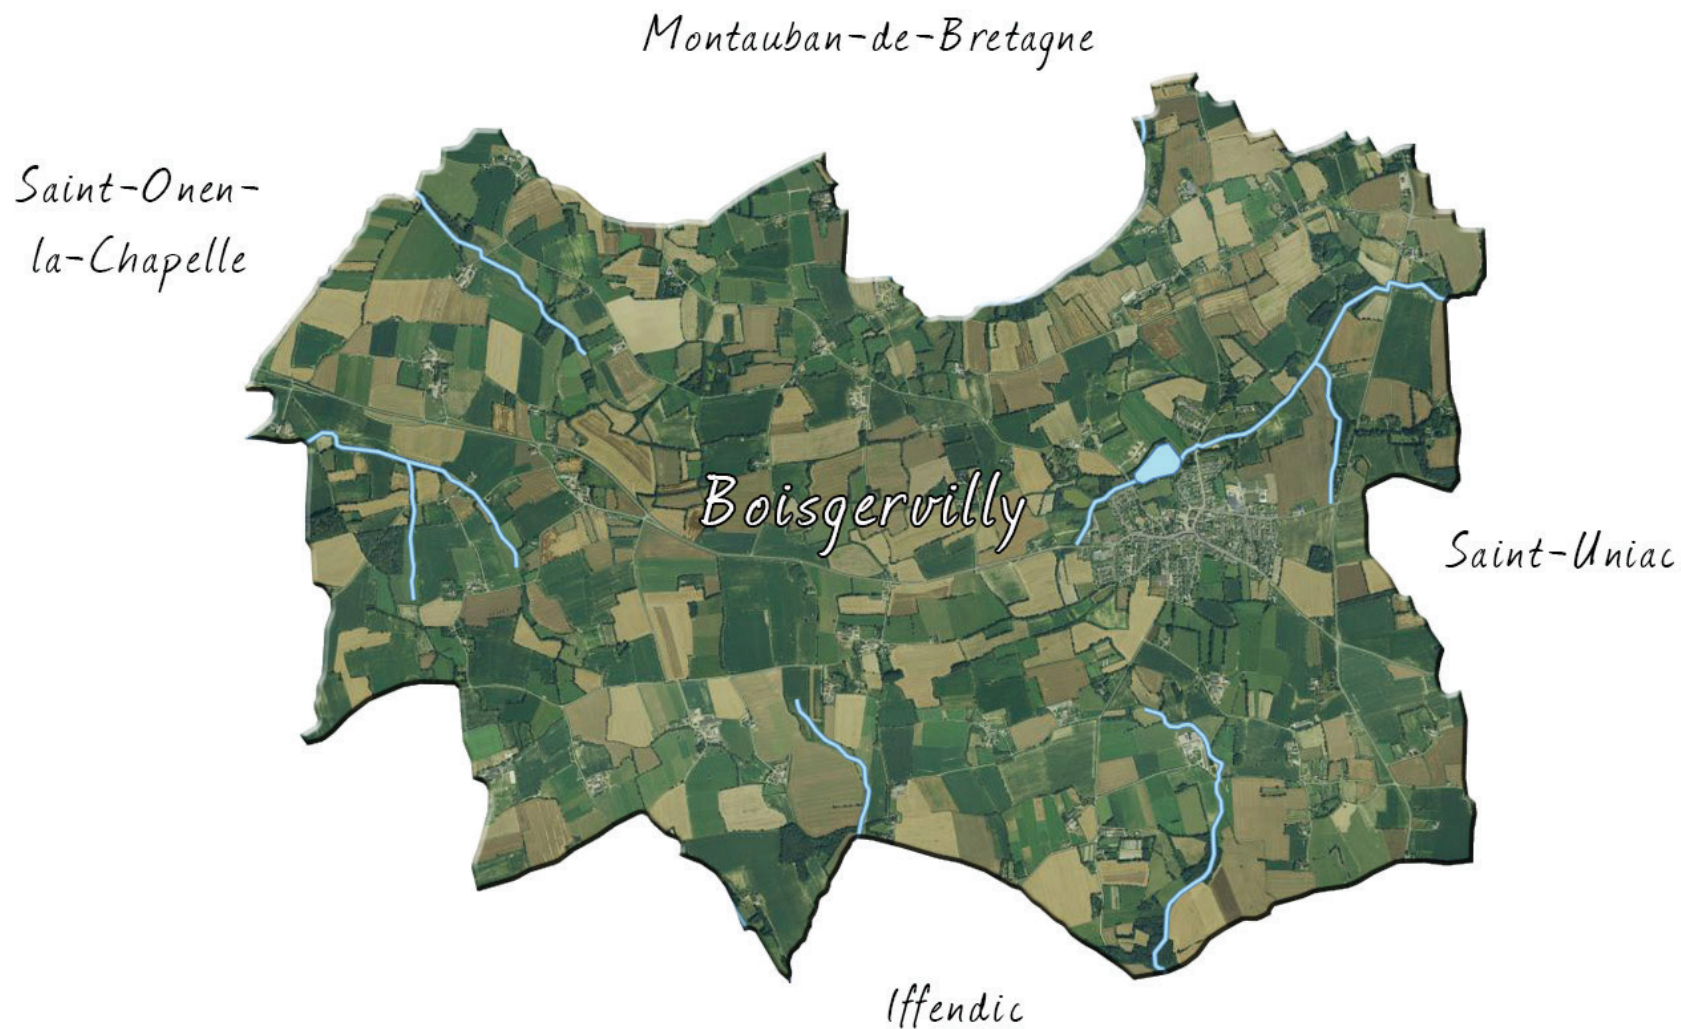 Montauban-de-Bretagne
Saint-Onen-
la-Chapelle
Boisgervilly
Saint-Uniac
Iffendic